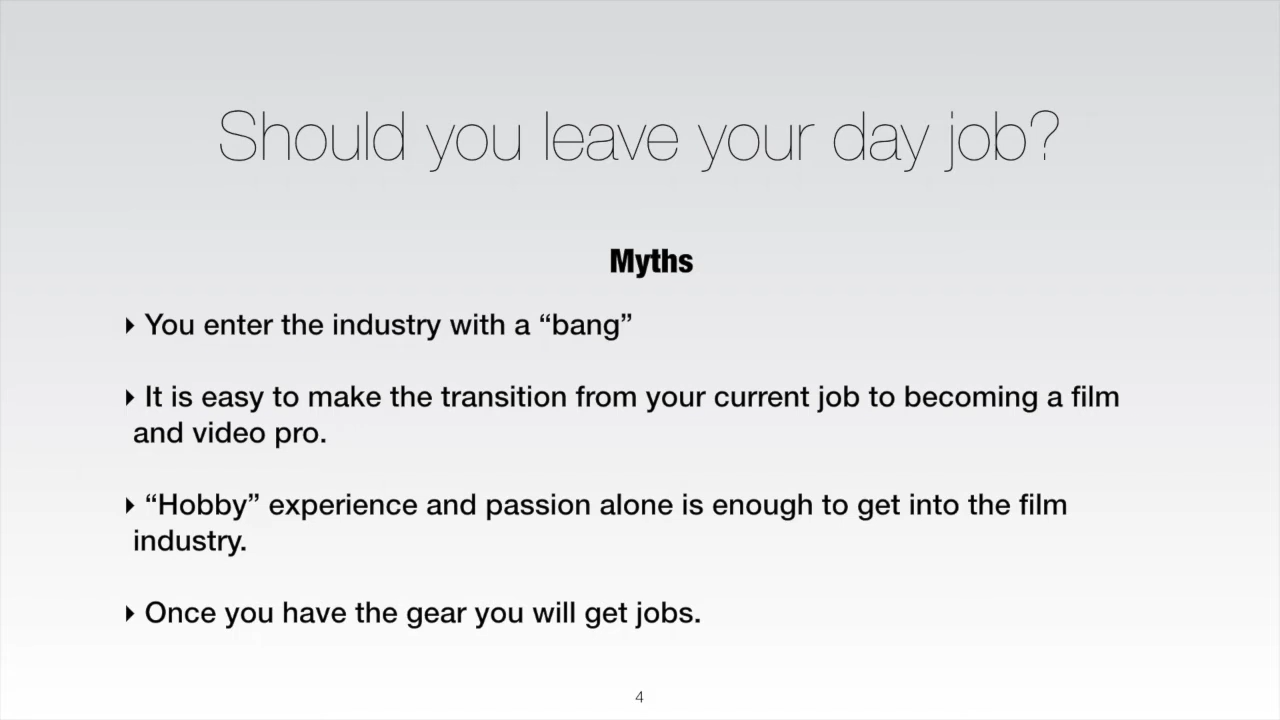 Should you leave your day job?
Myths
‣ You enter the industry with a “bang”
‣ It is easy to make the transition from your current job to becoming a film
and video pro.
‣ “Hobby” experience and passion alone is enough to get into the film
industry.
‣ Once you have the gear you will get jobs.
4